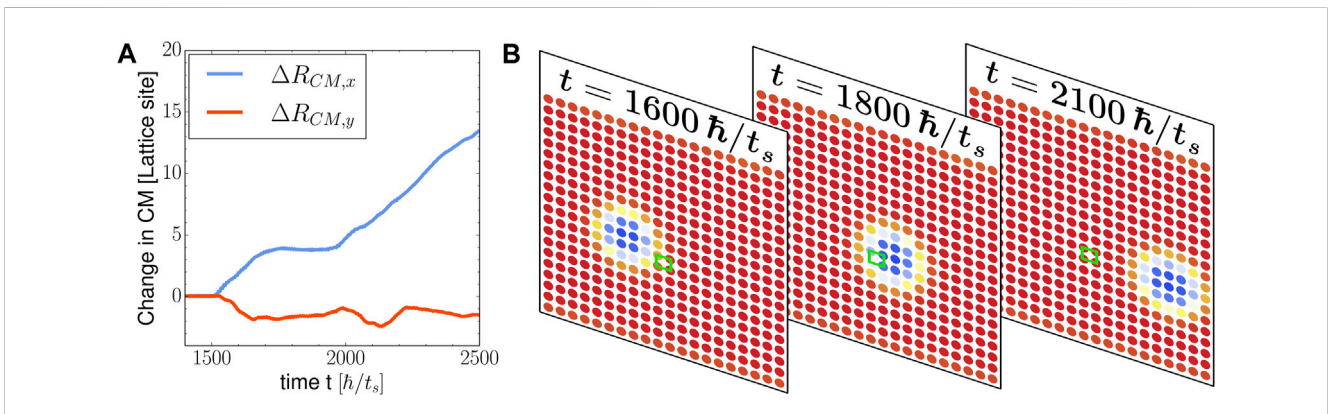 A
20
15
10
5
0
1500
2000
2500
Change in CM [Lattice site]
time t [ħ/t_s]
ΔR_{CM,x}
ΔR_{CM,y}
B
t = 1600 ħ/t_s
t = 1800 ħ/t_s
t = 2100 ħ/t_s